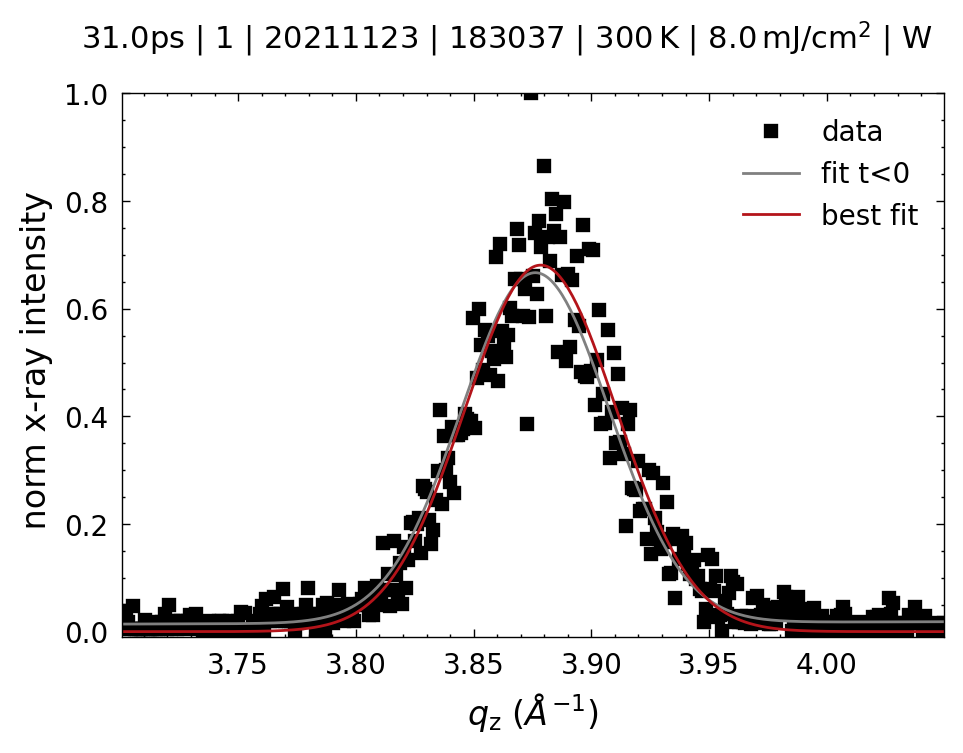 31.0ps | 1 | 20211123 | 183037 | 300 K | 8.0 mJ/cm² | W
1.0
0.8
0.6
0.4
0.2
0.0
norm x-ray intensity
data
fit t<0
best fit
3.75 3.80 3.85 3.90 3.95 4.00
q_z (Å⁻¹)